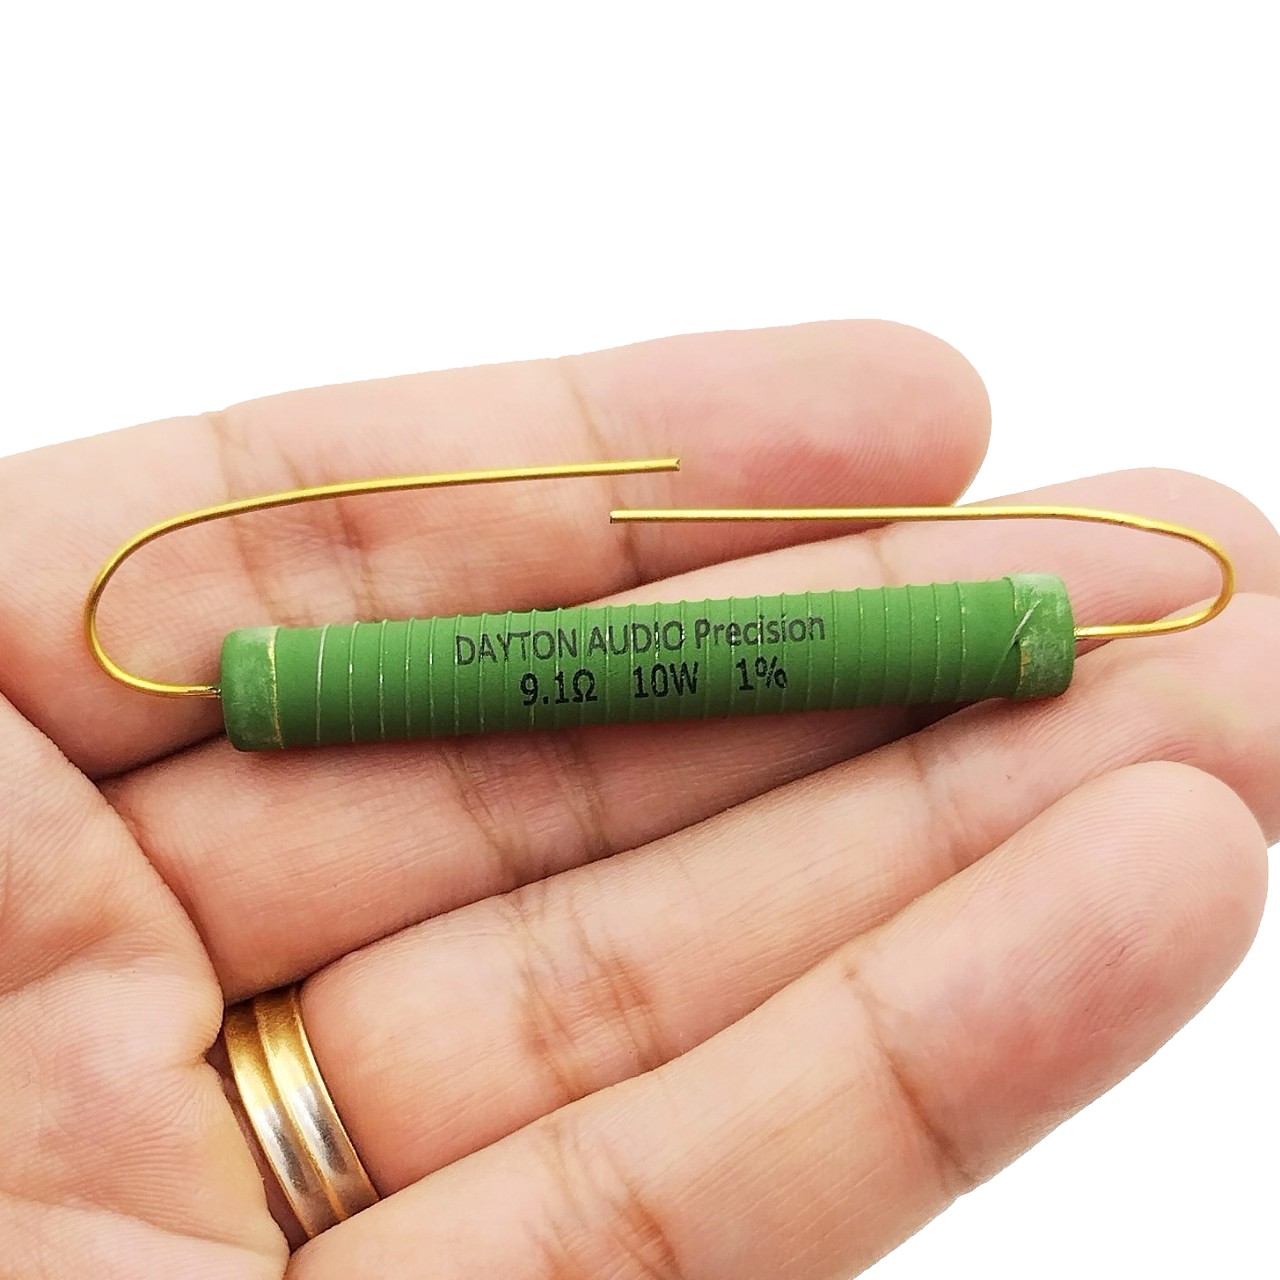 DAYTON AUDIO Precision
9.1Ω 10W 1%